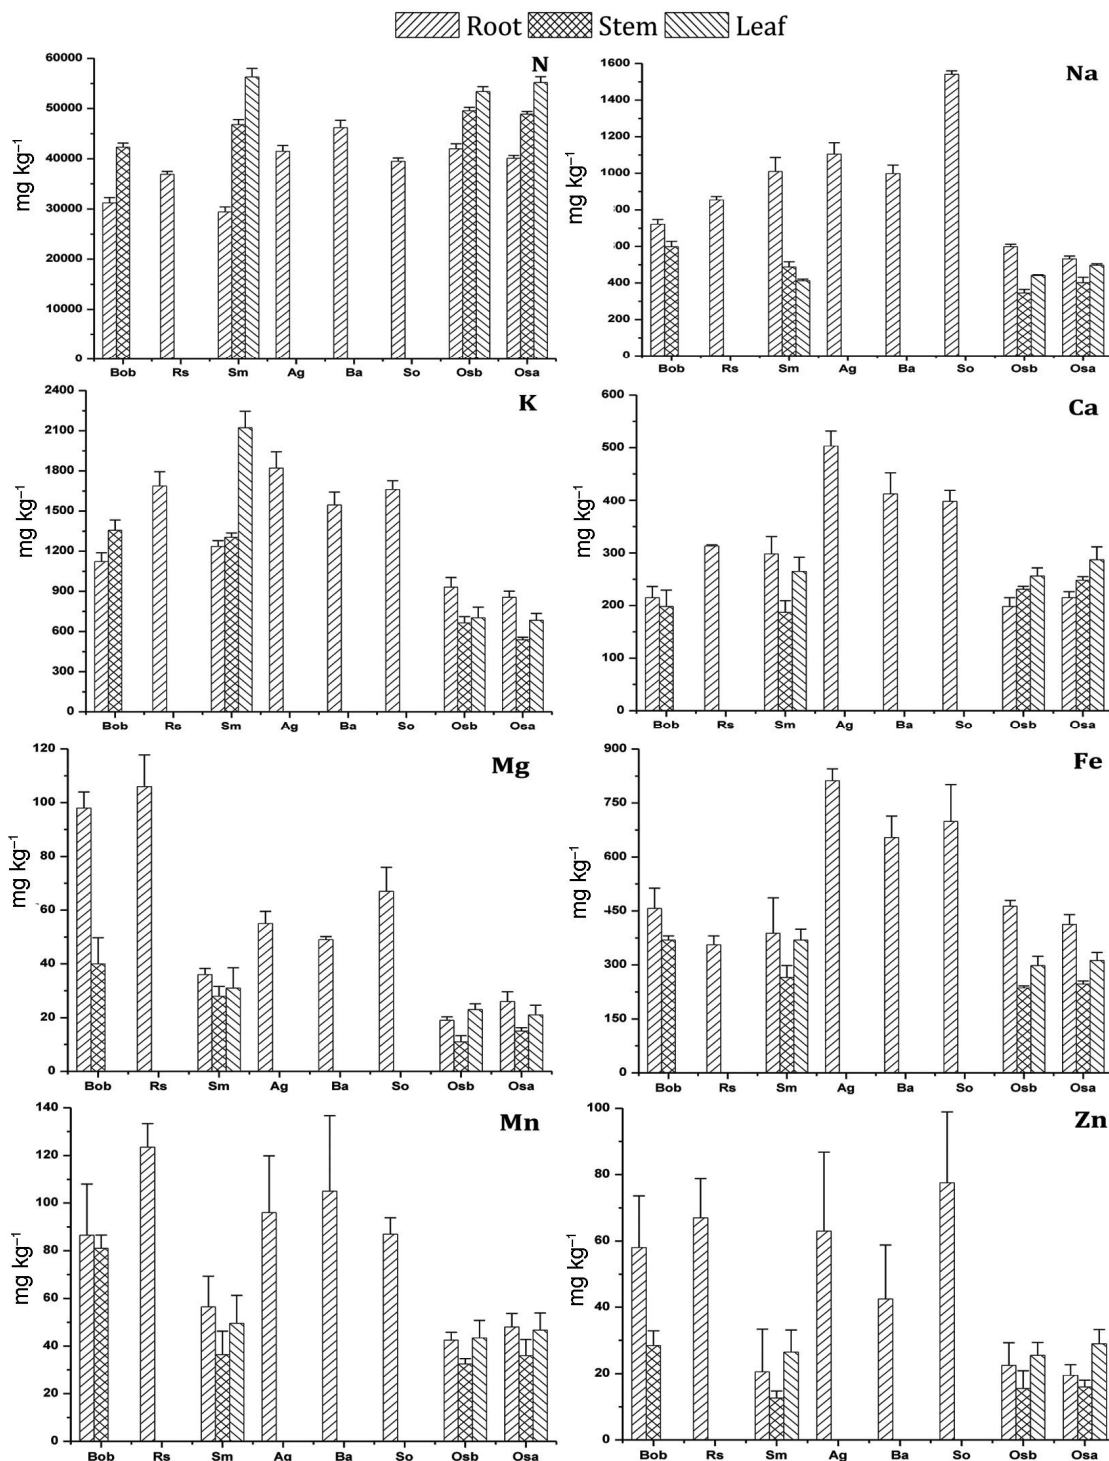 Root Stem Leaf
N
60000
50000
40000
30000
20000
10000
0
mg kg⁻¹
Bob Rs Sm Ag Ba So Osb Osa
Na
1600
1400
1200
1000
800
600
400
200
0
mg kg⁻¹
Bob Rs Sm Ag Ba So Osb Osa
K
2400
2100
1800
1500
1200
900
600
300
0
mg kg⁻¹
Bob Rs Sm Ag Ba So Osb Osa
Ca
600
500
400
300
200
100
0
mg kg⁻¹
Bob Rs Sm Ag Ba So Osb Osa
Mg
120
100
80
60
40
20
0
mg kg⁻¹
Bob Rs Sm Ag Ba So Osb Osa
Fe
900
750
600
450
300
150
0
mg kg⁻¹
Bob Rs Sm Ag Ba So Osb Osa
Mn
140
120
100
80
60
40
20
0
mg kg⁻¹
Bob Rs Sm Ag Ba So Osb Osa
Zn
100
80
60
40
20
0
mg kg⁻¹
Bob Rs Sm Ag Ba So Osb Osa